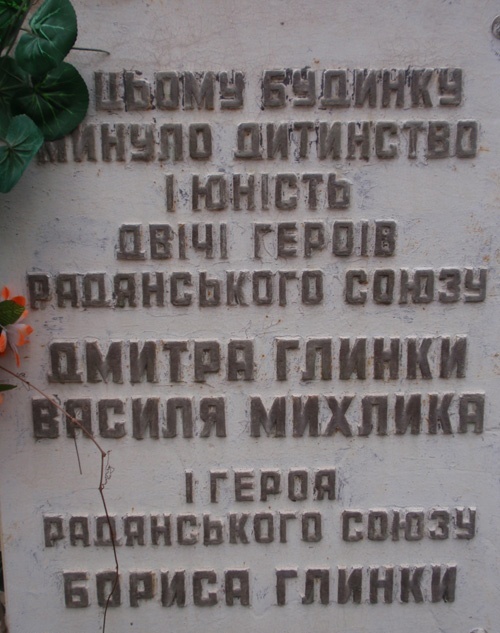 ЦЬОМУ БУДИНКУ
МИНУЛО ДИТИНСТВО
І ЮНІСТЬ
ДВІЧІ ГЕРОЇВ
РАДЯНСЬКОГО СОЮЗУ
ДМИТРА ГЛИНКИ
ВАСИЛЯ МИХЛИКА
І ГЕРОЯ
РАДЯНСЬКОГО СОЮЗУ
БОРИСА ГЛИНКИ